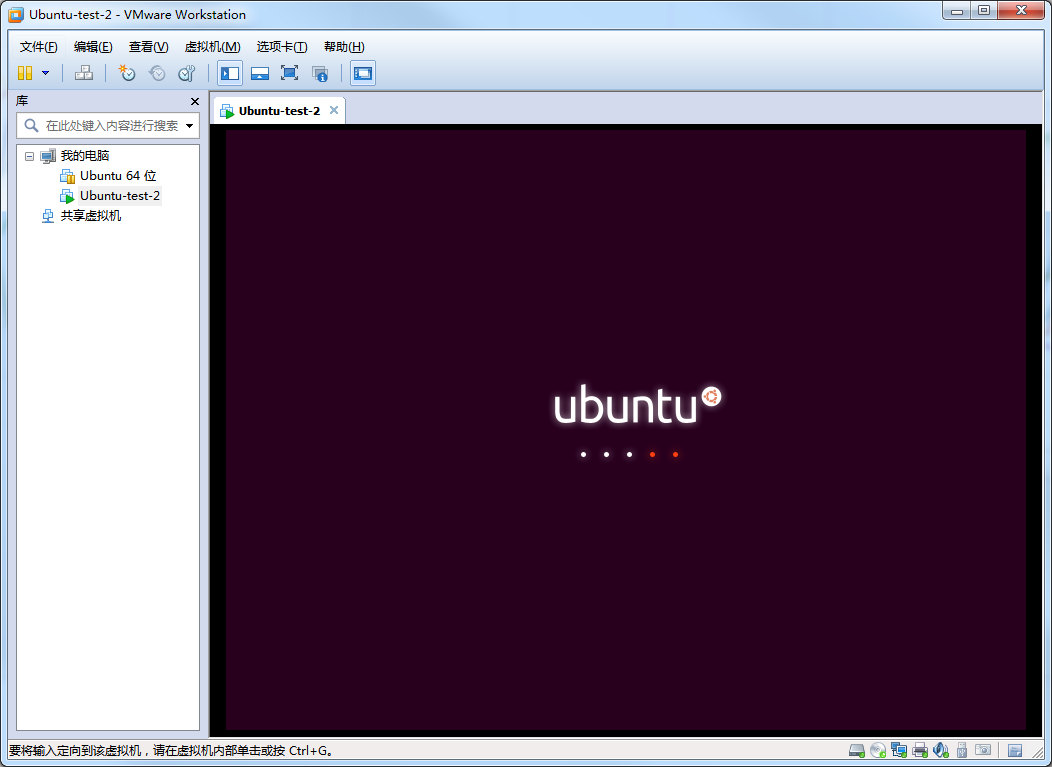 Ubuntu-test-2 - VMware Workstation
文件(F) 编辑(E) 查看(V) 虚拟机(M) 选项卡(T) 帮助(H)
库
Ubuntu-test-2
在此处键入内容进行搜索
我的电脑
Ubuntu 64 位
Ubuntu-test-2
共享虚拟机
ubuntu
要将输入定向到该虚拟机，请在虚拟机内部单击或按 Ctrl+G。